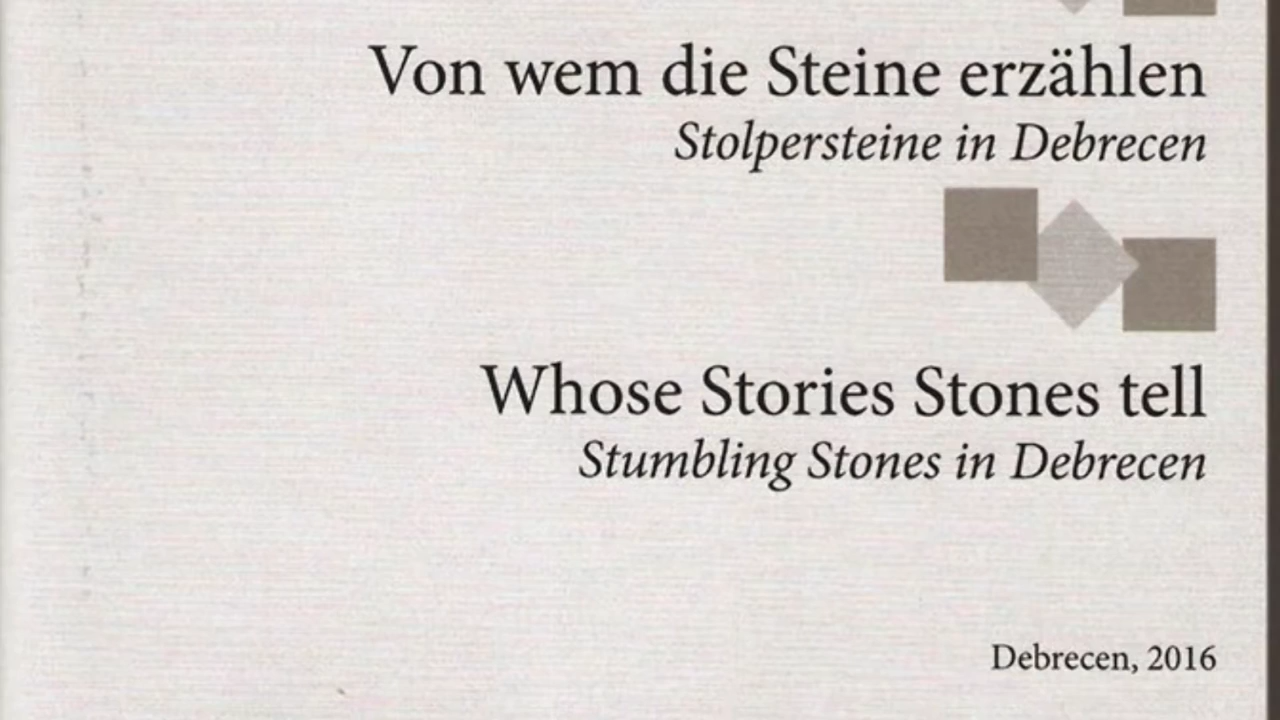 Von wem die Steine erzählen
Stolpersteine in Debrecen
Whose Stories Stones tell
Stumbling Stones in Debrecen
Debrecen, 2016